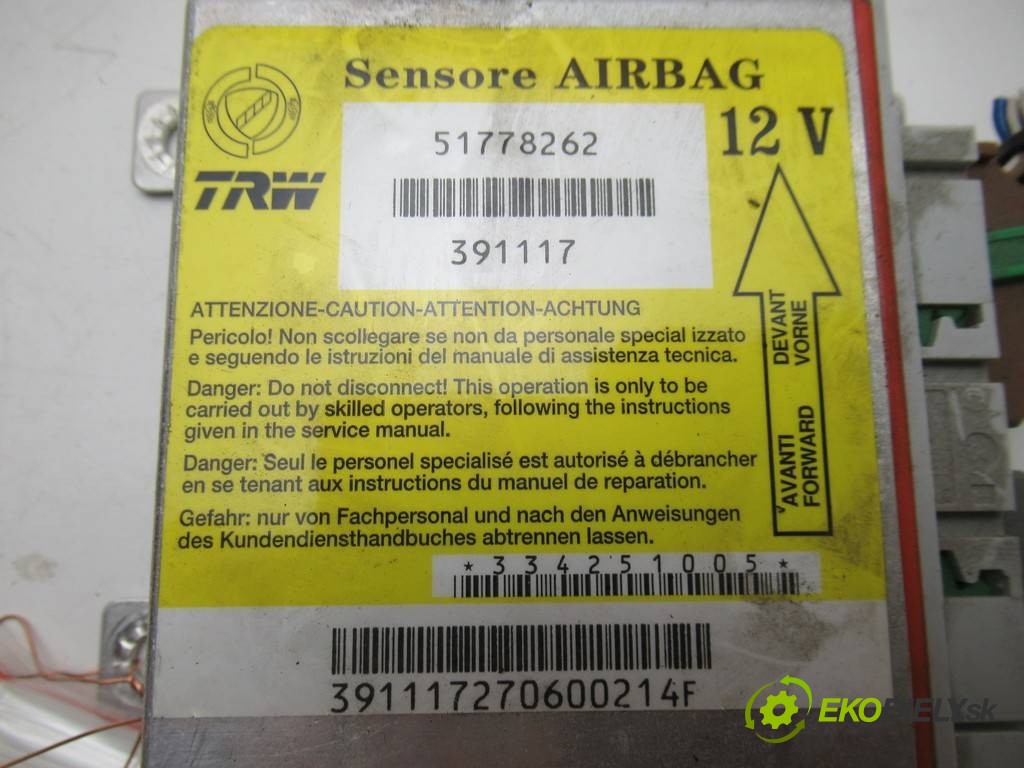 Sensore AIRBAG
12 V
TRW
51778262
391117
ATTENZIONE-CAUTION-ATTENTION-ACHTUNG
Pericolo! Non scollegare se non da personale special izzato
e seguendo le istruzioni del manuale di assistenza tecnica.
Danger: Do not disconnect! This operation is only to be
carried out by skilled operators, following the instructions
given in the service manual.
Danger: Seul le personel specialisé est autorisé à débrancher
en se tenant aux instructions du manuel de reparation.
Gefahr: nur von Fachpersonal und nach den Anweisungen
des Kundendiensthandbuches abtrennen lassen.
AVANTI DEVANT
FORWARD VORNE
*334251005*
391117270600214F
EKODIELY.sk